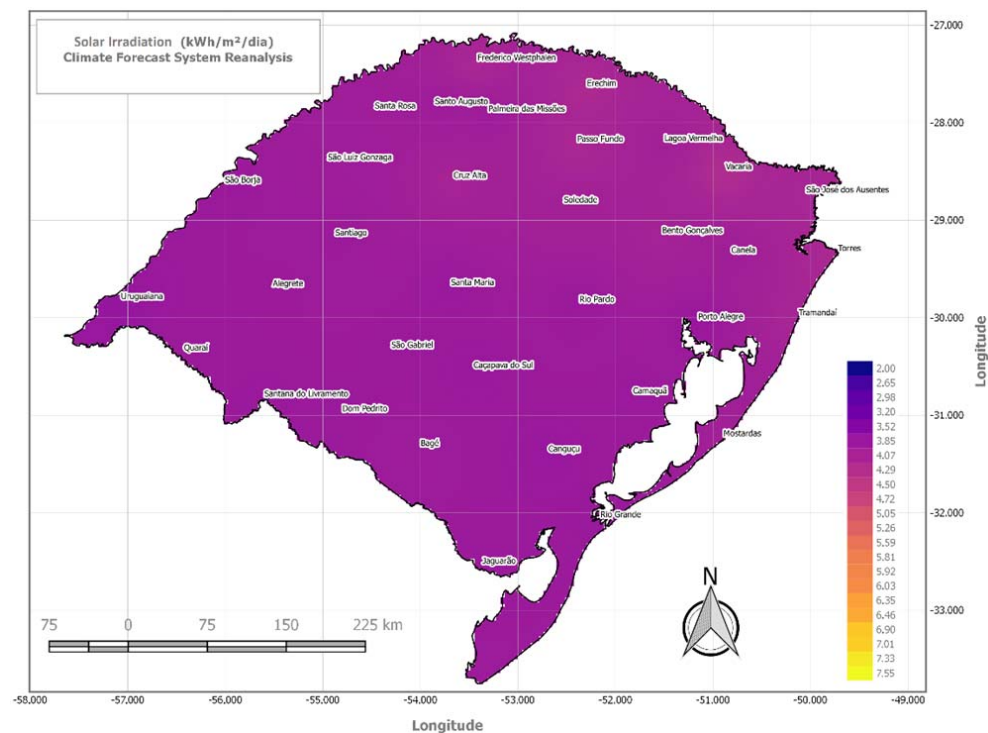 Solar Irradiation (kWh/m²/dia)
Climate Forecast System Reanalysis
-27.000
-28.000
-29.000
-30.000
-31.000
-32.000
-33.000
Longitude
Frederico Westphalen
Erechim
Santa Rosa
Santo Augusto
Palmeira das Missões
Passo Fundo
Lagoa Vermelha
São Luiz Gonzaga
Vacaria
São Borja
Cruz Alta
São José dos Ausentes
Soledade
Santiago
Bento Gonçalves
Canela
Torres
Alegrete
Santa Maria
Uruguaiana
Rio Pardo
Tramandaí
Porto Alegre
Quaraí
São Gabriel
Caçapava do Sul
Santana do Livramento
Camaquã
Dom Pedrito
Mostardas
Bagé
Canguçu
Rio Grande
Jaguarão
2.00
2.65
2.98
3.20
3.52
3.85
4.07
4.29
4.50
4.72
5.05
5.26
5.59
5.81
5.92
6.03
6.35
6.46
6.90
7.01
7.33
7.55
N
75 0 75 150 225 km
-58.000 -57.000 -56.000 -55.000 -54.000 -53.000 -52.000 -51.000 -50.000 -49.000
Longitude